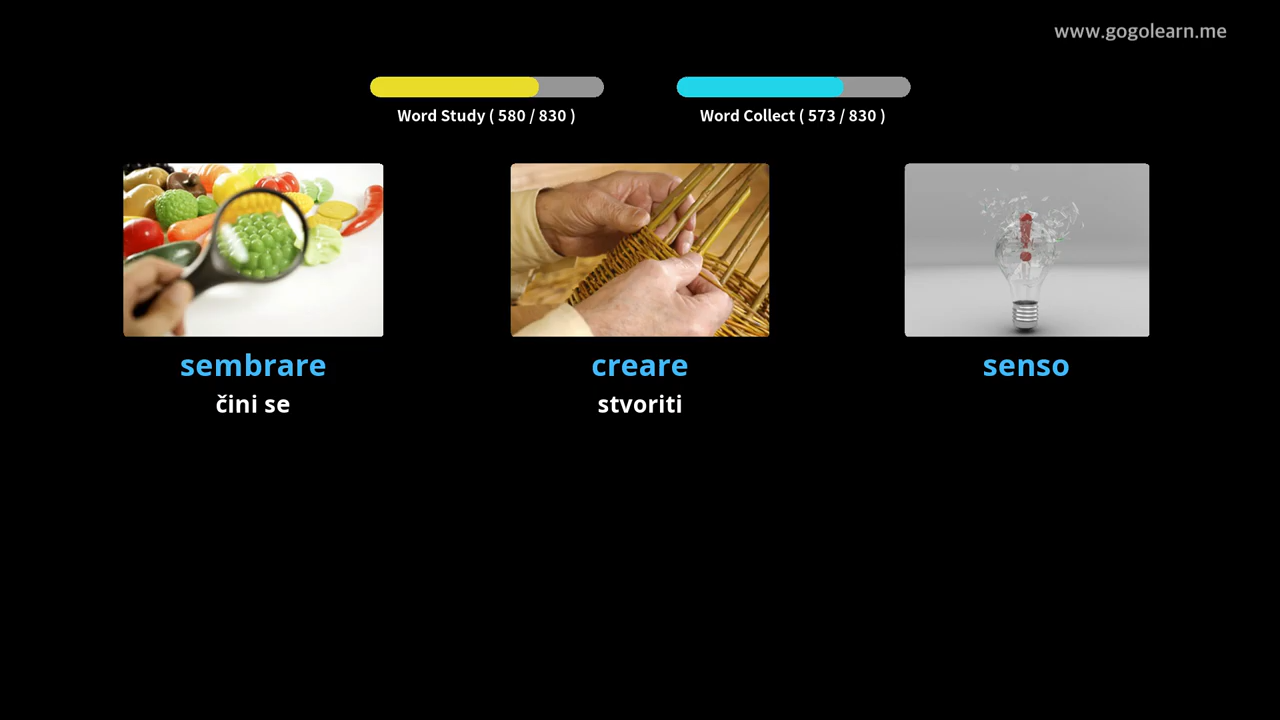 www.gogolearn.me
Word Study ( 580 / 830 )
Word Collect ( 573 / 830 )
sembrare
čini se
creare
stvoriti
senso